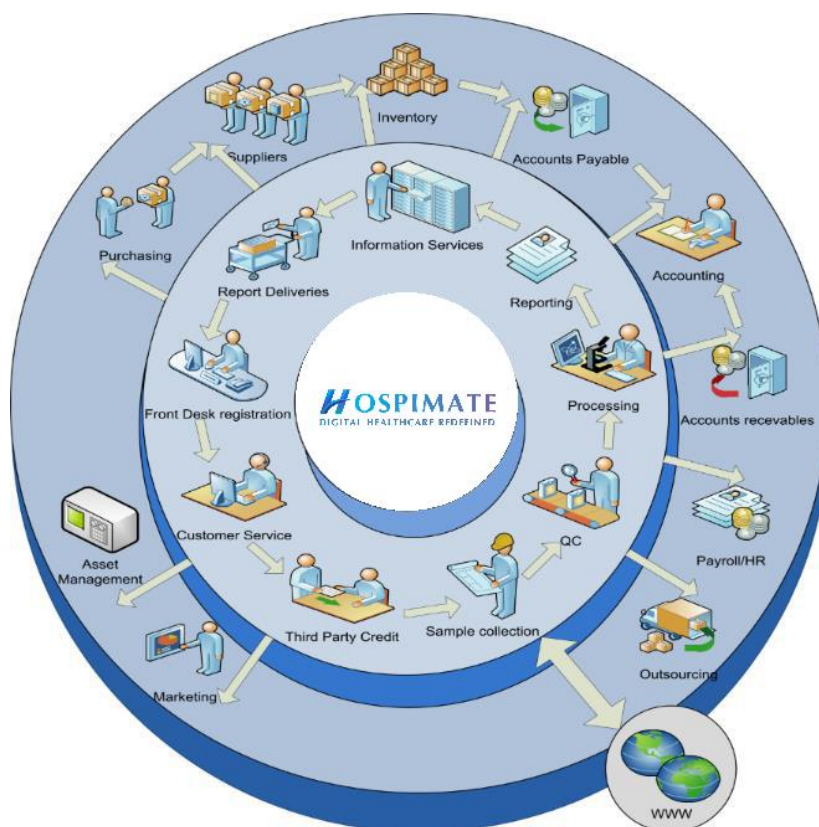 Inventory
Suppliers
Accounts Payable
Purchasing
Information Services
Accounting
Report Deliveries
Reporting
HOSPIMATE
DIGITAL HEALTHCARE REDEFINED
Front Desk registration
Processing
Accounts recevables
Customer Service
QC
Asset
Management
Payroll/HR
Third Party Credit
Sample collection
Outsourcing
Marketing
www